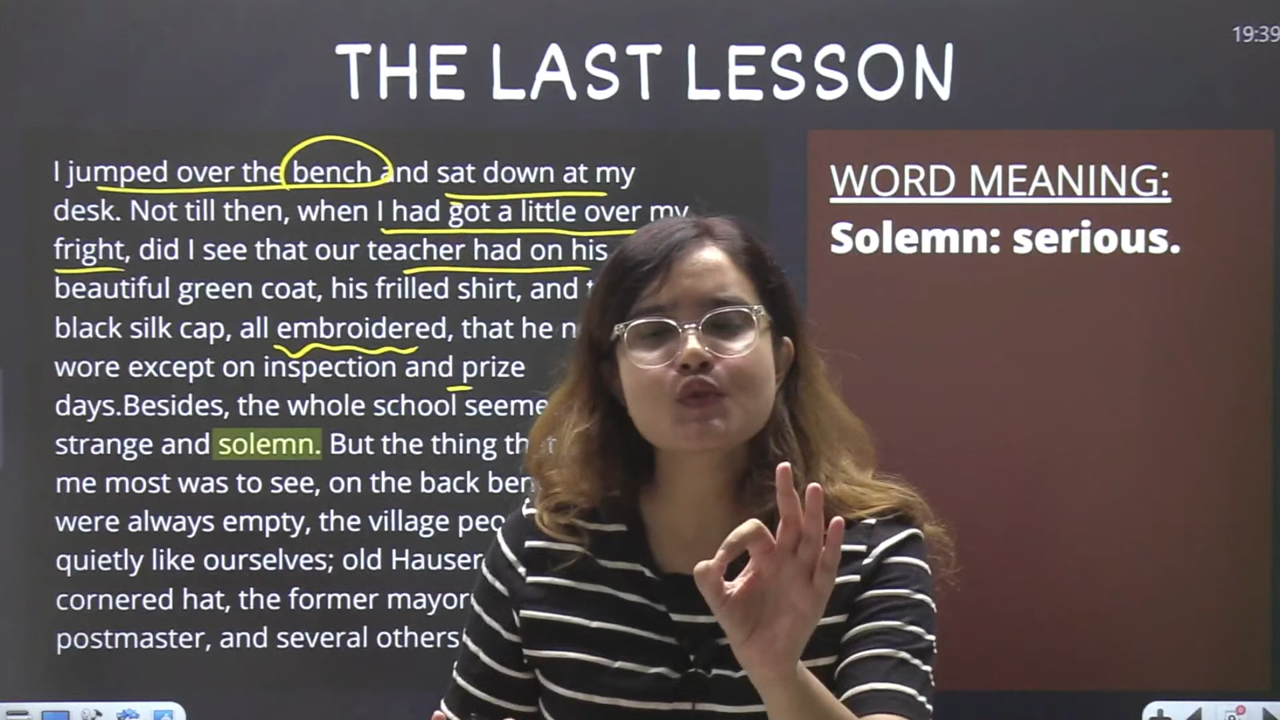 19:39
THE LAST LESSON
I jumped over the bench and sat down at my
desk. Not till then, when I had got a little over my
fright, did I see that our teacher had on his
beautiful green coat, his frilled shirt, and
black silk cap, all embroidered, that he
wore except on inspection and prize
days.Besides, the whole school
strange and solemn. But the thing
me most was to see, on the back
were always empty, the village
quietly like ourselves; old Hauser,
cornered hat, the former
postmaster, and several others
WORD MEANING:
Solemn: serious.